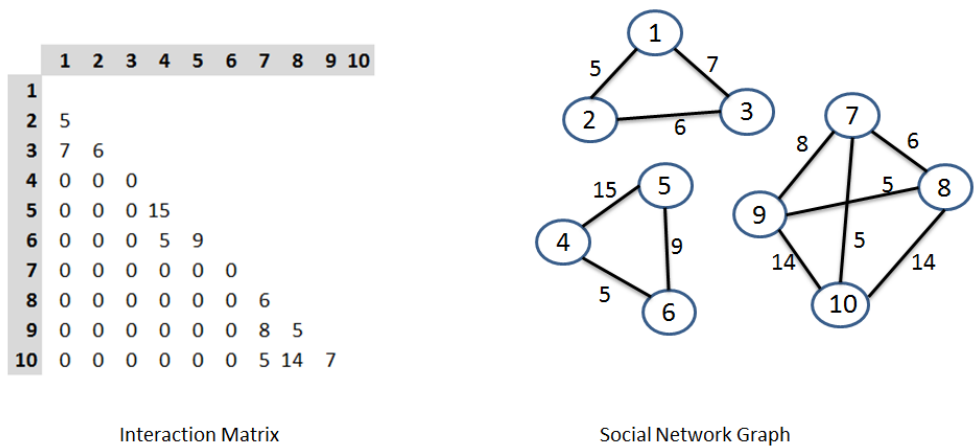 1 2 3 4 5 6 7 8 9 10
1
2 5
3 7 6
4 0 0 0
5 0 0 0 15
6 0 0 0 5 9
7 0 0 0 0 0 0
8 0 0 0 0 0 0 6
9 0 0 0 0 0 0 8 5
10 0 0 0 0 0 0 5 14 7
Interaction Matrix
1
5 7
2 3
6
7
8 6
5
15 5
8
9
4
9
5
14 14
5
6
10
Social Network Graph